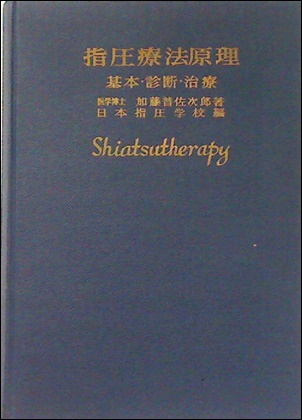 指圧療法原理
基本・診断・治療
医学博士 加藤普佐次郎著
日本指圧学校編
Shiatsutherapy